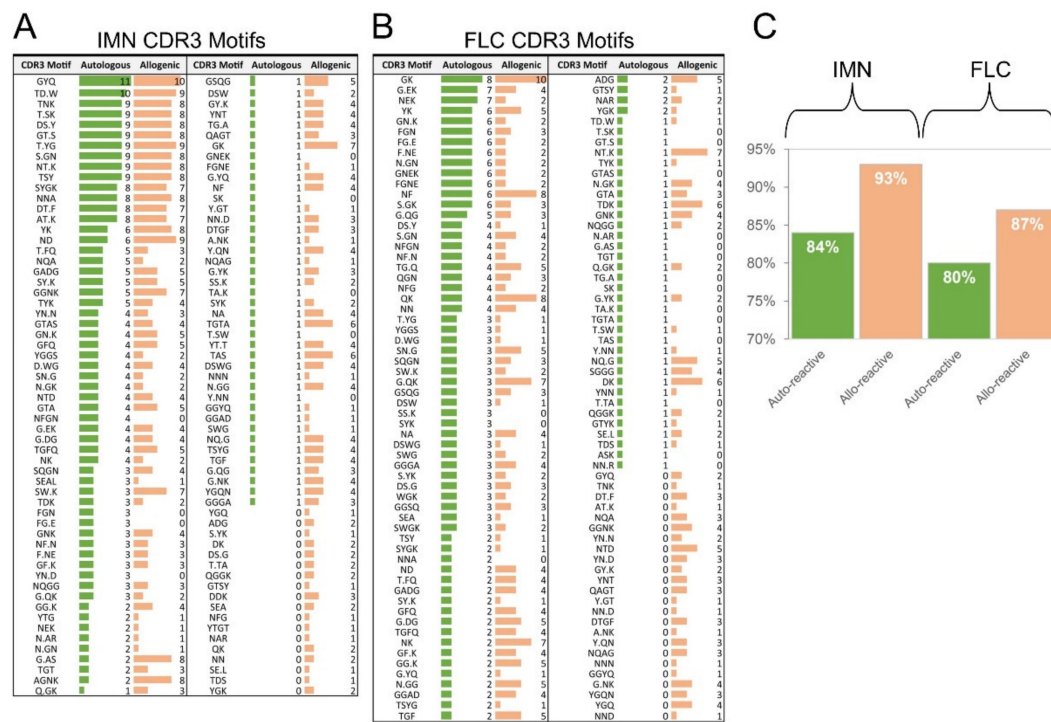 A
IMN CDR3 Motifs
CDR3 Motif Autologous Allogenic CDR3 Motif Autologous Allogenic
GYQ 11 10 GSQG 1 5
TD.W 10 9 DSW 1 2
TNK 9 8 GY.K 1 4
T.SK 9 8 YNT 1 4
DS.Y 9 8 TG.A 1 4
GT.S 9 8 QAGT 1 3
T.YG 9 9 GK 1 7
S.GN 9 8 GNEK 1 0
NT.K 9 8 FGNE 1 1
TSY 9 8 G.YQ 1 4
SYGK 8 7 NF 1 4
NNA 8 8 SK 1 0
DT.F 8 7 Y.GT 1 1
AT.K 8 7 NN.D 1 3
YK 6 8 DTGF 1 3
ND 6 9 A.NK 1 1
T.FQ 5 3 Y.QN 1 4
NQA 5 2 NQAG 1 1
GADG 5 5 G.YK 1 3
SY.K 5 5 SS.K 1 2
GGNK 5 7 TA.K 1 0
TYK 5 4 SYK 1 2
YN.N 4 3 NA 1 4
GTAS 4 4 TGTA 1 6
GN.K 4 5 T.SW 1 0
GFQ 4 5 YT.T 1 4
YGGS 4 2 TAS 1 6
D.WG 4 4 DSWG 1 4
SN.G 4 2 NNN 1 1
N.GK 4 2 N.GG 1 4
NTD 4 4 Y.NN 1 0
GTA 4 5 GGYQ 1 1
NFGN 4 0 GGAD 1 1
G.EK 4 4 SWG 1 1
G.DG 4 4 NQ.G 1 4
TGFQ 4 5 TSYG 1 4
NK 4 2 TGF 1 4
SQGN 3 4 G.QG 1 3
SEAL 3 1 G.NK 1 4
SW.K 3 7 YGQN 1 4
TDK 3 2 GGGA 1 3
FGN 3 0 YGQ 0 1
FG.E 3 0 ADG 0 2
GNK 3 4 S.YK 0 1
NF.N 3 3 DK 0 2
F.NE 3 3 DS.G 0 2
GF.K 3 3 T.TA 0 2
YN.D 3 0 QGGK 0 2
NQGG 3 3 GTSY 0 1
G.QK 3 2 DDK 0 3
GG.K 2 4 SEA 0 2
YTG 2 1 NFG 0 1
NEK 2 1 YTGT 0 1
N.AR 2 1 NAR 0 1
N.GN 2 1 QK 0 2
G.AS 2 8 NN 0 2
TGT 2 3 SE.L 0 1
AGNK 2 8 TDS 0 1
Q.GK 1 3 YGK 0 2
B
FLC CDR3 Motifs
CDR3 Motif Autologous Allogenic CDR3 Motif Autologous Allogenic
GK 8 10 ADG 2 5
G.EK 7 4 GTSY 2 1
NEK 7 2 NAR 2 2
YK 6 5 YGK 2 1
GN.K 6 2 TD.W 1 1
FGN 6 3 T.SK 1 0
FG.E 6 2 GT.S 1 0
F.NE 6 2 NT.K 1 7
N.GN 6 2 TYK 1 1
GNEK 6 2 GTAS 1 0
FGNE 6 2 N.GK 1 4
NF 6 8 GTA 1 3
S.GK 6 3 TDK 1 6
G.QG 5 3 GNK 1 4
DS.Y 4 1 NQGG 1 2
S.GN 4 4 N.AR 1 0
NFGN 4 2 G.AS 1 0
NF.N 4 2 TGT 1 0
TG.Q 4 5 Q.GK 1 2
QGN 4 3 TG.A 1 0
NFG 4 2 SK 1 0
QK 4 8 G.YK 1 2
NN 4 4 TA.K 1 0
T.YG 3 1 TGTA 1 0
YGGS 3 1 T.SW 1 1
D.WG 3 1 TAS 1 0
SN.G 3 5 Y.NN 1 1
SQGN 3 3 NQ.G 1 5
SW.K 3 2 SGGG 1 4
G.QK 3 7 DK 1 6
GSQG 3 3 YNN 1 1
DSW 3 1 T.TA 1 0
SS.K 3 0 QGGK 1 2
SYK 3 0 GTYK 1 1
NA 3 4 SE.L 1 2
DSWG 3 1 TDS 1 1
SWG 3 2 ASK 1 0
GGGA 3 4 NN.R 1 0
S.YK 3 2 GYQ 0 2
DS.G 3 3 TNK 0 1
WGK 3 2 DT.F 0 3
GGSQ 3 3 AT.K 0 1
SEA 3 1 NQA 0 3
SWGK 3 2 GGNK 0 4
TSY 2 1 YN.N 0 2
SYGK 2 1 NTD 0 5
NNA 2 0 YN.D 0 3
ND 2 4 GY.K 0 2
T.FQ 2 4 YNT 0 3
GADG 2 4 QAGT 0 3
SY.K 2 1 Y.GT 0 1
GFQ 2 4 NN.D 0 1
G.DG 2 5 DTGF 0 3
TGFQ 2 4 A.NK 0 1
NK 2 7 Y.QN 0 3
GF.K 2 4 NQAG 0 3
GG.K 2 5 NNN 0 1
G.YQ 2 1 GGYQ 0 1
N.GG 2 5 G.NK 0 4
GGAD 2 4 YGQN 0 3
TSYG 2 1 YGQ 0 4
TGF 2 5 NND 0 1
C
IMN FLC
95%
90%
85%
80%
75%
70%
84% 93% 80% 87%
Auto-reactive Allo-reactive Auto-reactive Allo-reactive